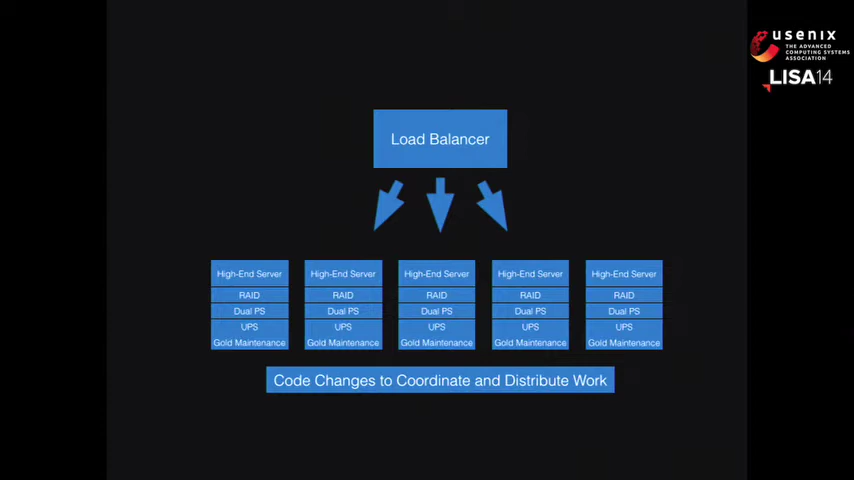 usenix
THE ADVANCED
COMPUTING SYSTEMS
ASSOCIATION
LISA14
Load Balancer
High-End Server High-End Server High-End Server High-End Server High-End Server
RAID RAID RAID RAID RAID
Dual PS Dual PS Dual PS Dual PS Dual PS
UPS UPS UPS UPS UPS
Gold Maintenance Gold Maintenance Gold Maintenance Gold Maintenance Gold Maintenance
Code Changes to Coordinate and Distribute Work